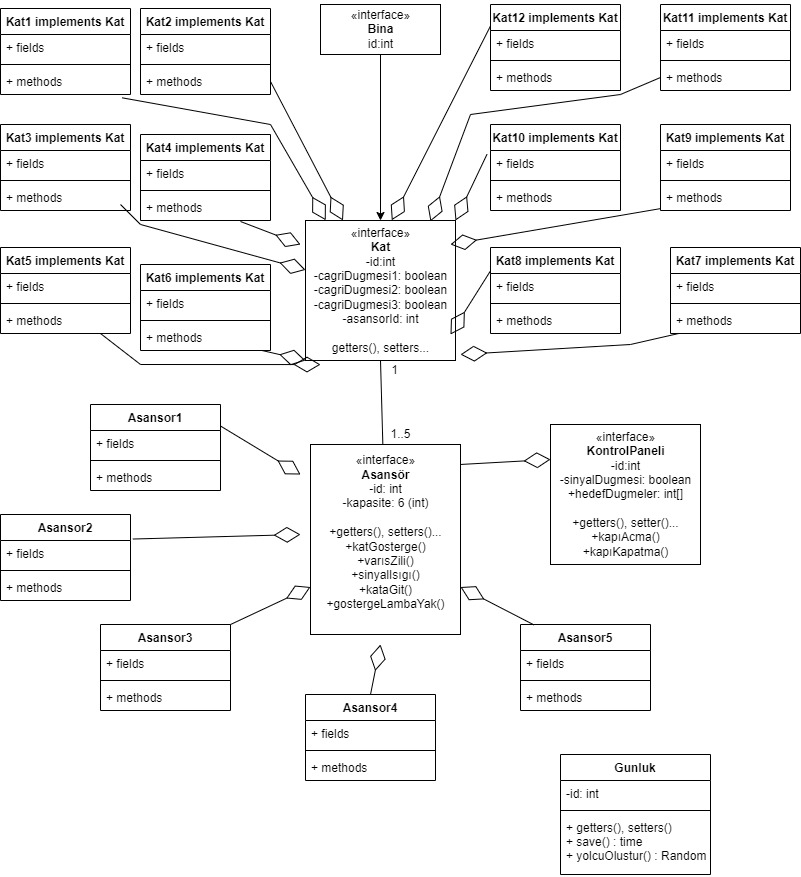 Kat1 implements Kat
+ fields
+ methods
Kat2 implements Kat
+ fields
+ methods
«interface»
Bina
id:int
Kat12 implements Kat
+ fields
+ methods
Kat11 implements Kat
+ fields
+ methods
Kat3 implements Kat
+ fields
+ methods
Kat4 implements Kat
+ fields
+ methods
Kat10 implements Kat
+ fields
+ methods
Kat9 implements Kat
+ fields
+ methods
«interface»
Kat
-id:int
-cagriDugmesi1: boolean
-cagriDugmesi2: boolean
-cagriDugmesi3: boolean
-asansorId: int
getters(), setters...
Kat5 implements Kat
+ fields
+ methods
Kat6 implements Kat
+ fields
+ methods
Kat8 implements Kat
+ fields
+ methods
Kat7 implements Kat
+ fields
+ methods
1
1..5
Asansor1
+ fields
+ methods
«interface»
Asansör
-id: int
-kapasite: 6 (int)
+getters(), setters()...
+katGosterge()
+varısZili()
+sinyalIsıgı()
+kataGit()
+gostergeLambaYak()
«interface»
KontrolPaneli
-id:int
-sinyalDugmesi: boolean
+hedefDugmeler: int[]
+getters(), setter()...
+kapıAcma()
+kapıKapatma()
Asansor2
+ fields
+ methods
Asansor3
+ fields
+ methods
Asansor5
+ fields
+ methods
Asansor4
+ fields
+ methods
Gunluk
-id: int
+ getters(), setters()
+ save() : time
+ yolcuOlustur() : Random